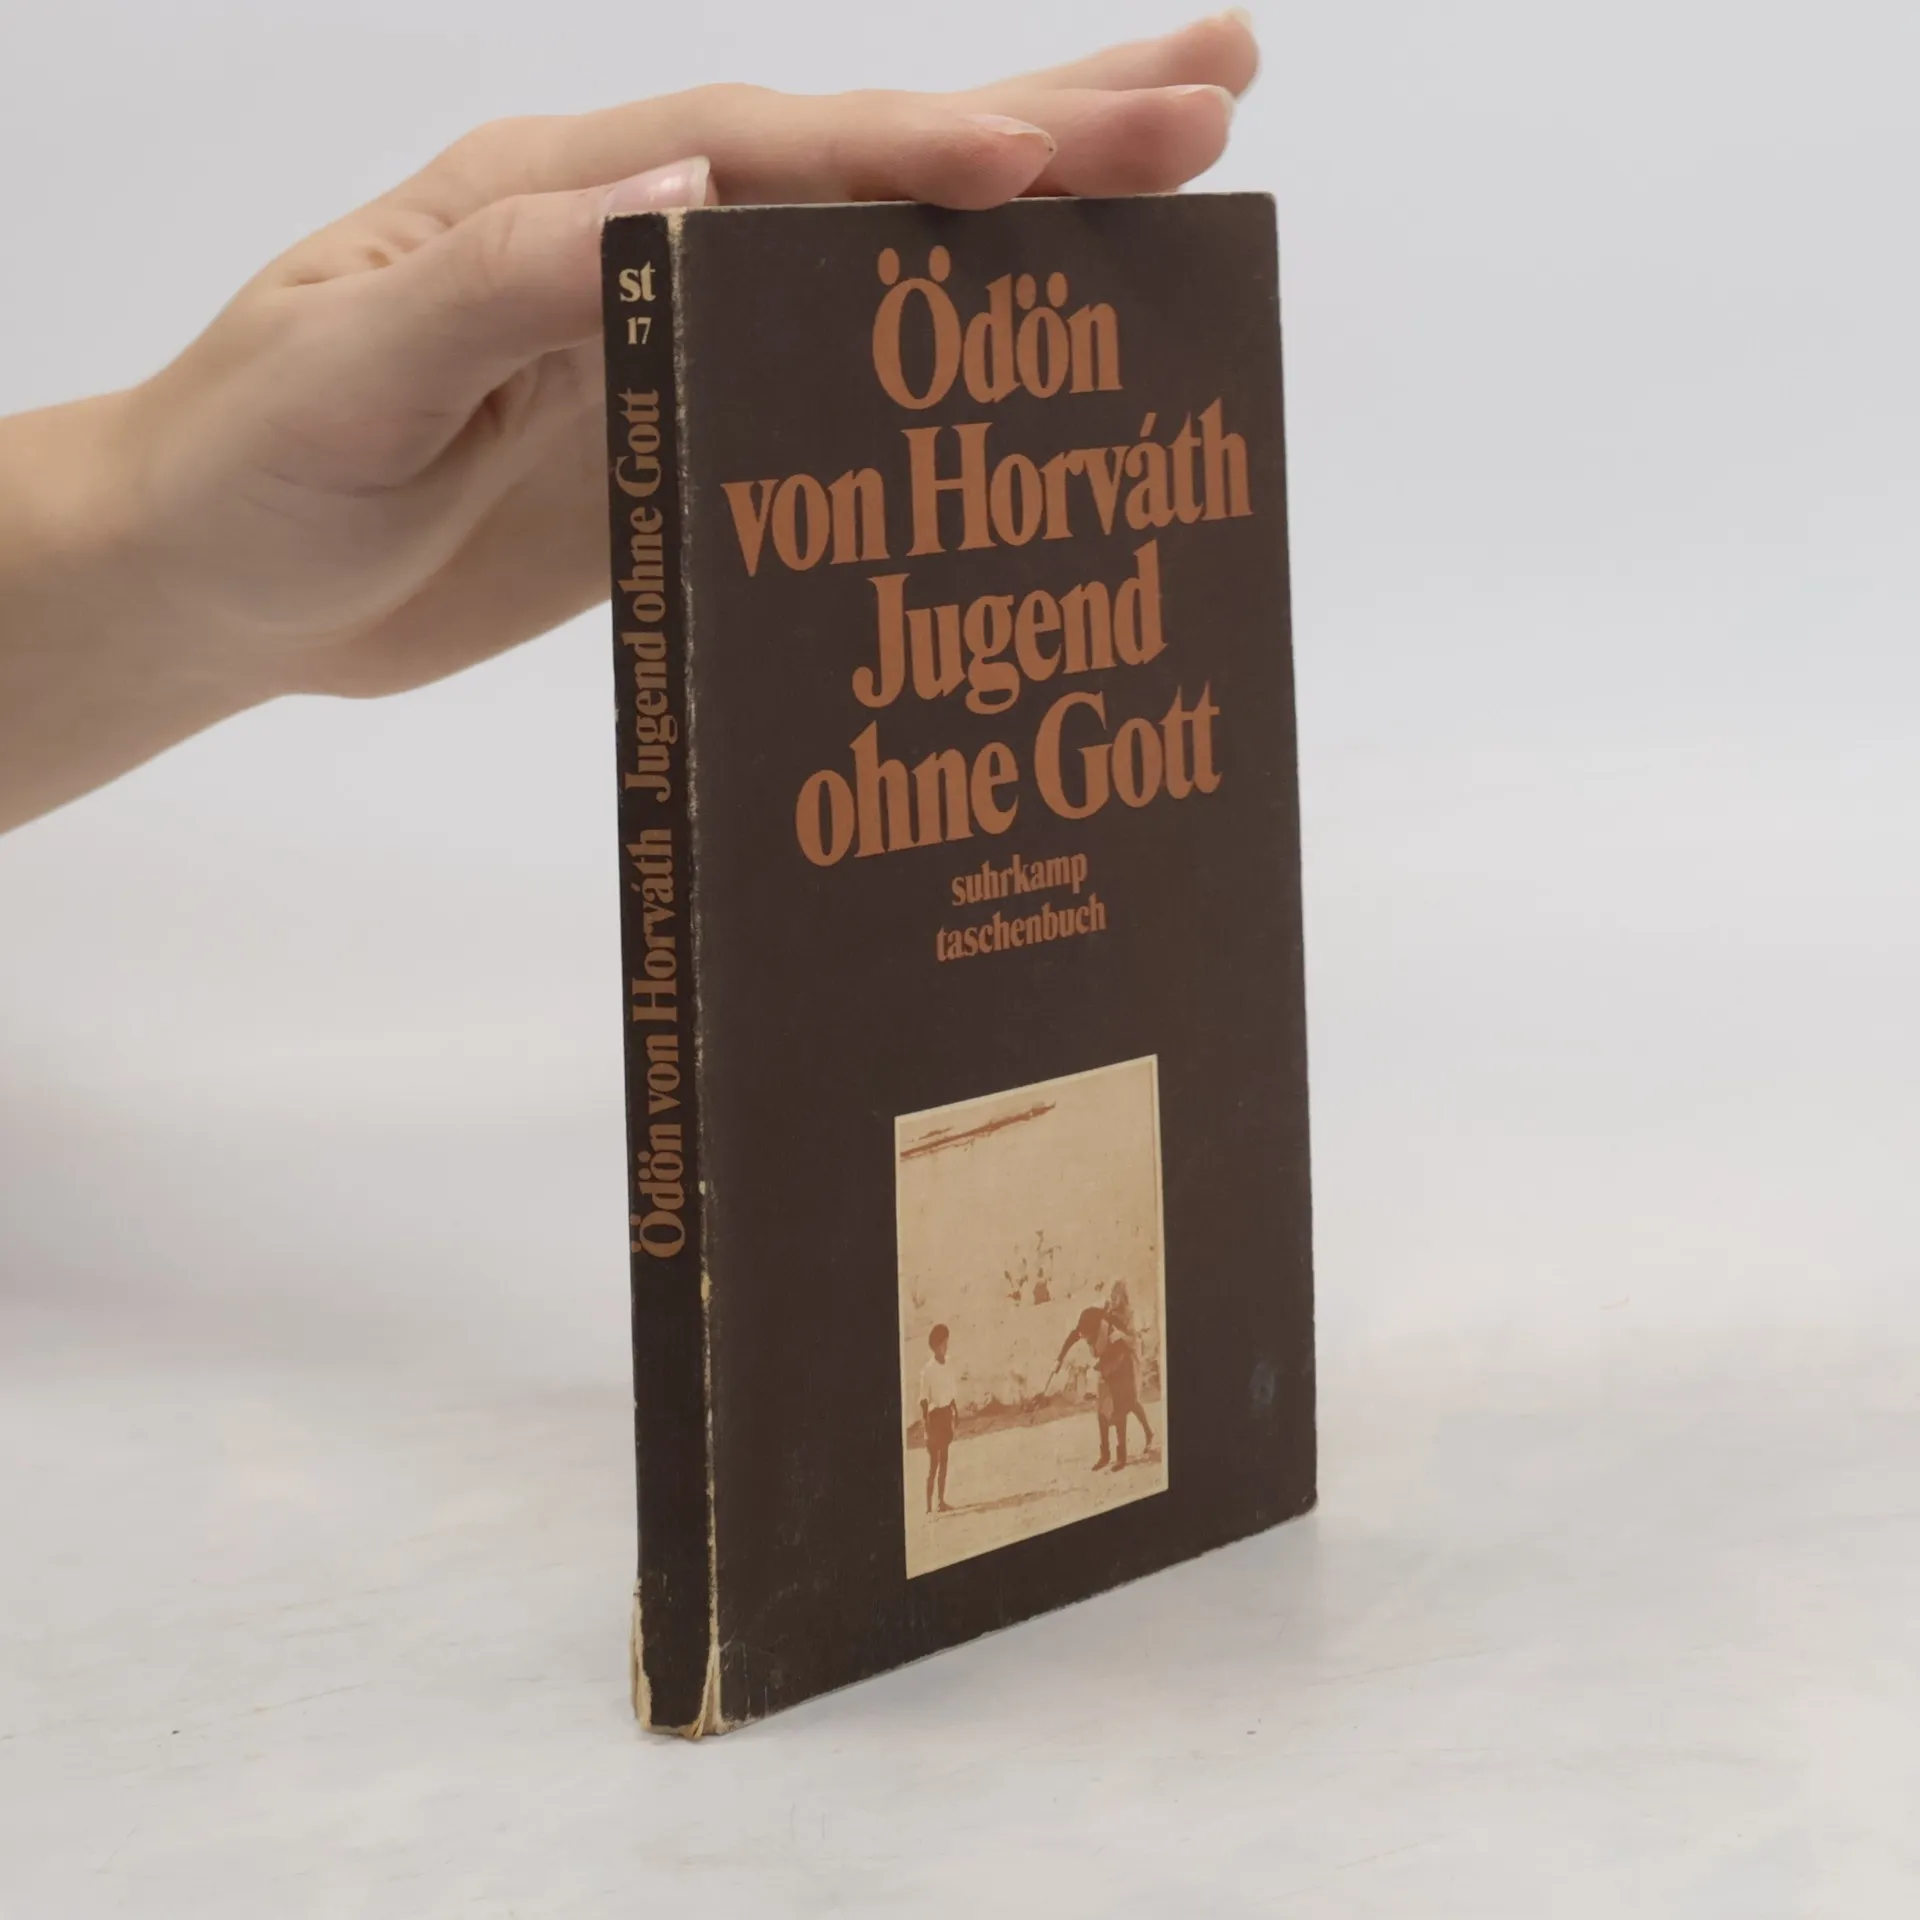 st
17
Ödön von Horváth Jugend ohne Gott
Ödön
von Horváth
Jugend
ohne Gott
suhrkamp
taschenbuch